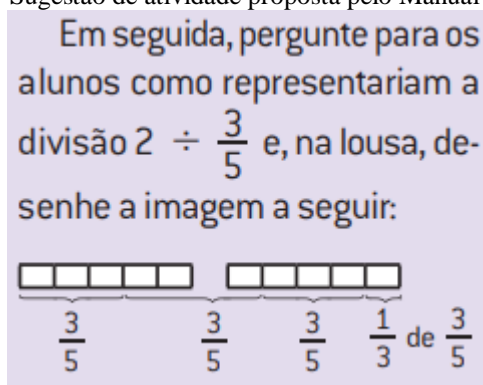 Sugestão de atividade proposta pelo Manual
Em seguida, pergunte para os
alunos como representariam a
divisão 2 ÷ 3/5 e, na lousa, de-
senhe a imagem a seguir:
3/5 3/5 3/5 1/3 de 3/5